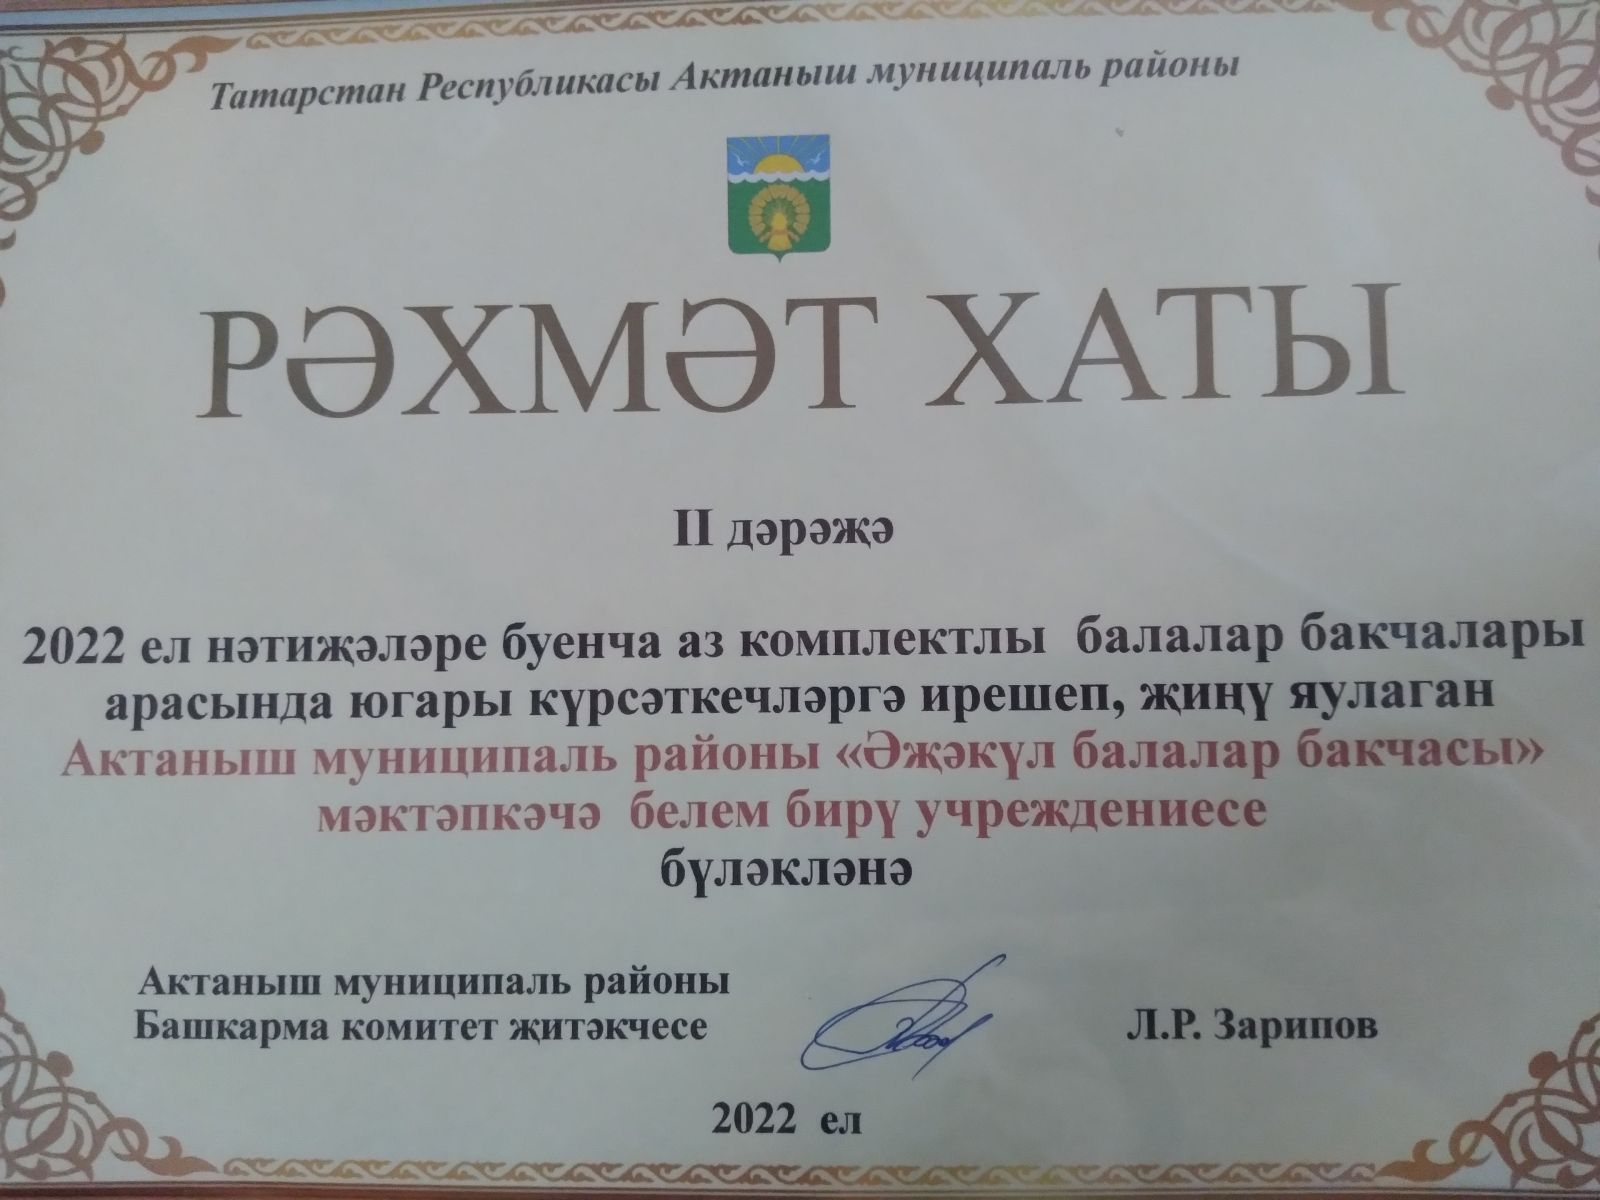 Татарстан Республикасы Актаныш муниципаль районы
РӘХМӘТ ХАТЫ
II дәрәҗә
2022 ел нәтиҗәләре буенча аз комплектлы балалар бакчалары
арасында югары күрсәткечләргә ирешеп, җиңү яулаган
Актаныш муниципаль районы «Әҗәкүл балалар бакчасы»
мәктәпкәчә белем бирү учреждениесе
бүләкләнә
Актаныш муниципаль районы
Башкарма комитет җитәкчесе
Л.Р. Зарипов
2022 ел